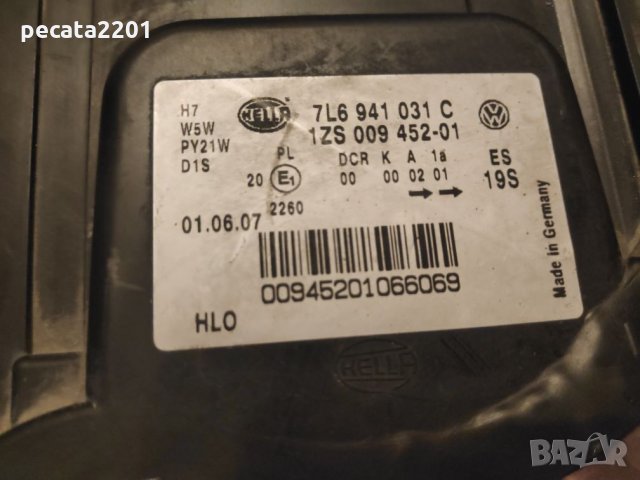 pecata2201
H7
W5W
PY21W
D1S
HELLA
7L6 941 031 C
1ZS 009 452-01
PL DCR K A 1a
20 E1 00 00 02 01
2260
ES
19S
01.06.07
00945201066069
HLO
Made in Germany
HELLA
BAZAR